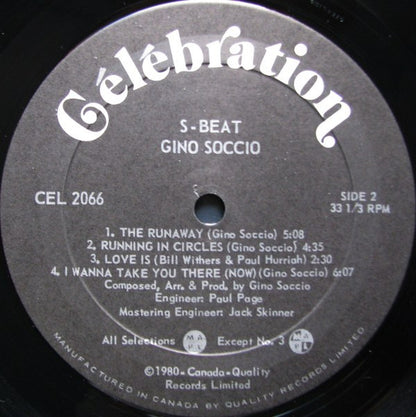 Célébration
S-BEAT
GINO SOCCIO
CEL 2066
SIDE 2
33 1/3 RPM
1. THE RUNAWAY (Gino Soccio) 5:08
2. RUNNING IN CIRCLES (Gino Soccio) 4:35
3. LOVE IS (Bill Withers & Paul Hurriah) 2:30
4. I WANNA TAKE YOU THERE (NOW) (Gino Soccio) 6:07
Composed, Arr. & Prod. by Gino Soccio
Engineer: Paul Page
Mastering Engineer: Jack Skinner
All Selections MAPL Except No. 3 MAPL
©1980-Canada-Quality
Records Limited
MANUFACTURED IN CANADA BY QUALITY RECORDS LIMITED